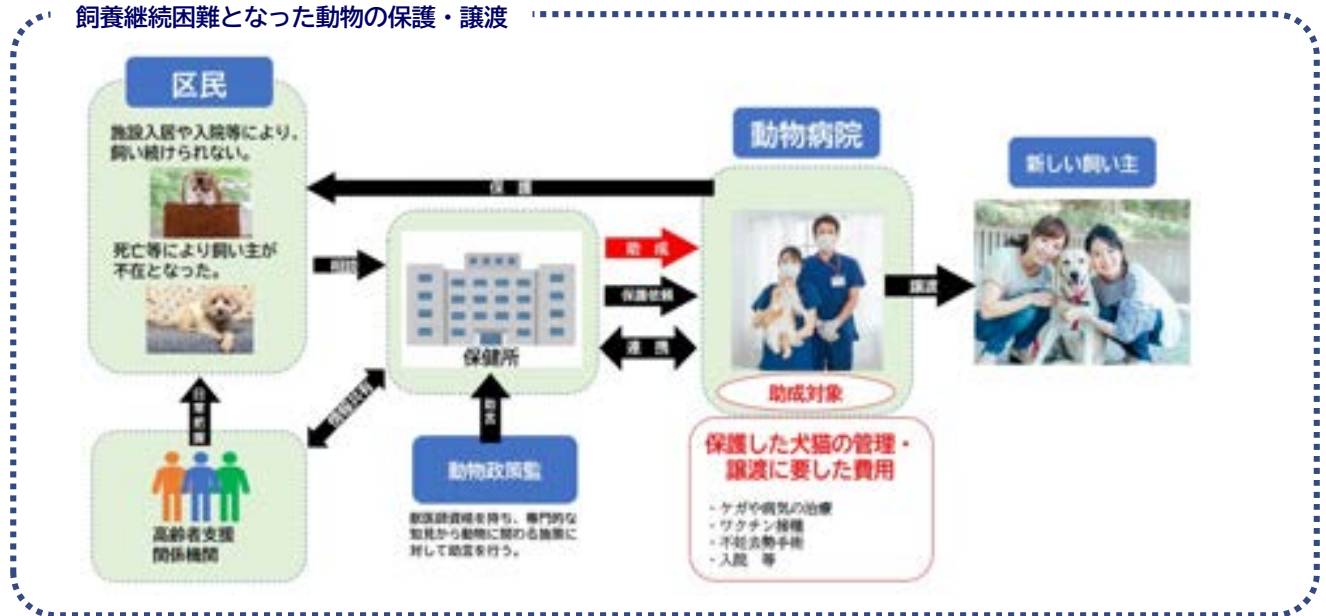 飼養継続困難となった動物の保護・譲渡
区民
施設入居や入院等により、
飼い続けられない。
死亡等により飼い主が
不在となった。
保 護
動物病院
新しい飼い主
助 成
保護依頼
連 携
譲渡
保健所
助成対象
助言
情報共有
高齢者支援
関係機関
動物政策監
獣医師資格を持ち、専門的な
知見から動物に関わる施策に
対して助言を行う。
保護した犬猫の管理・
譲渡に要した費用
・ケガや病気の治療
・ワクチン接種
・不妊去勢手術
・入院 等